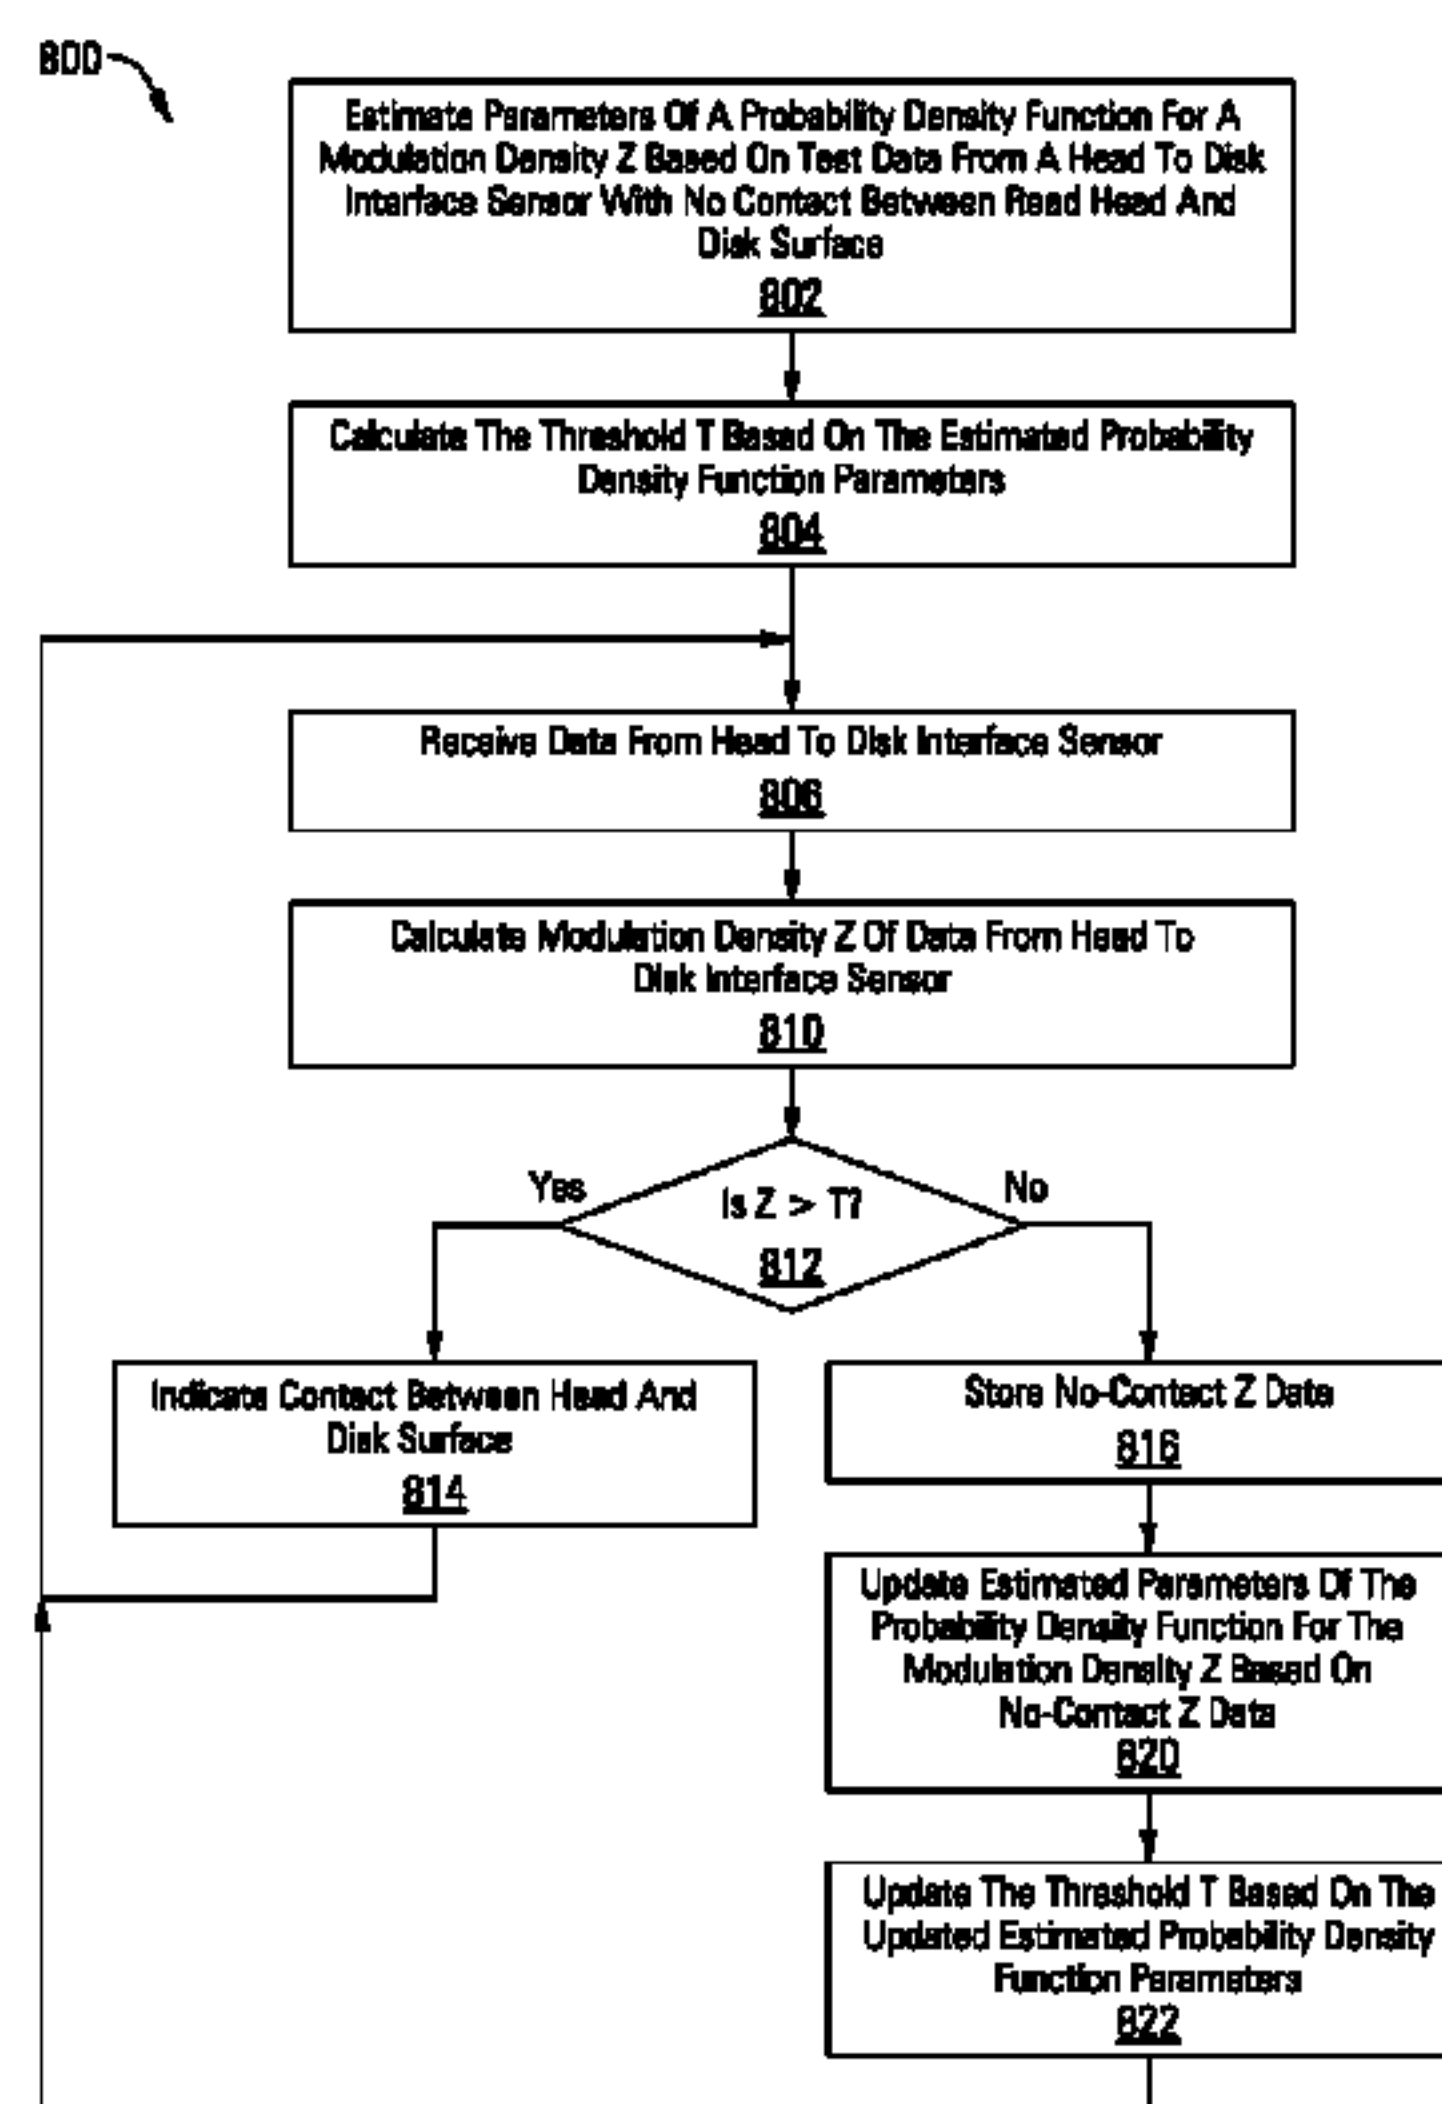 800
Estimate Parameters Of A Probability Density Function For A
Modulation Density Z Based On Test Data From A Head To Disk
Interface Sensor With No Contact Between Read Head And
Disk Surface
802
Calculate The Threshold T Based On The Estimated Probability
Density Function Parameters
804
Receive Data From Head To Disk Interface Sensor
806
Calculate Modulation Density Z Of Data From Head To
Disk Interface Sensor
810
Yes
Is Z > T?
No
812
Indicate Contact Between Head And
Disk Surface
814
Store No-Contact Z Data
816
Update Estimated Parameters Of The
Probability Density Function For The
Modulation Density Z Based On
No-Contact Z Data
820
Update The Threshold T Based On The
Updated Estimated Probability Density
Function Parameters
822